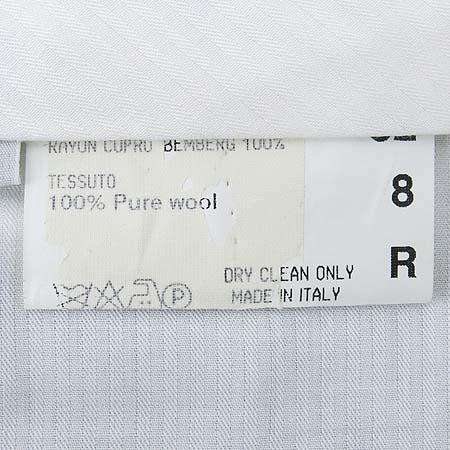 RAYON CUPRO BEMBERG 100%
TESSUTO
100% Pure wool
8
R
DRY CLEAN ONLY
MADE IN ITALY